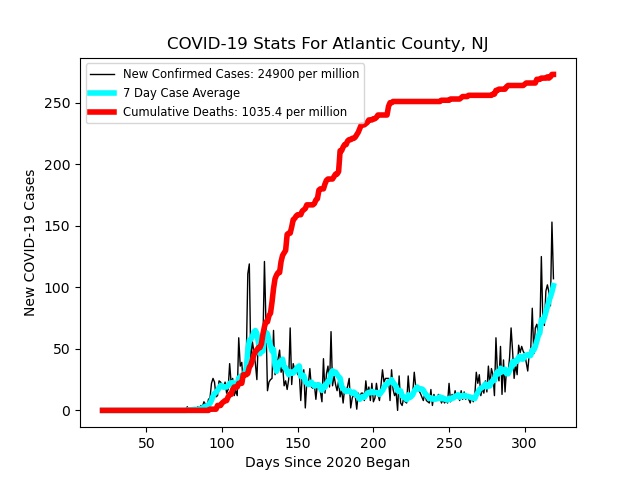 COVID-19 Stats For Atlantic County, NJ
New Confirmed Cases: 24900 per million
7 Day Case Average
Cumulative Deaths: 1035.4 per million
New COVID-19 Cases
250
200
150
100
50
0
50 100 150 200 250 300
Days Since 2020 Began